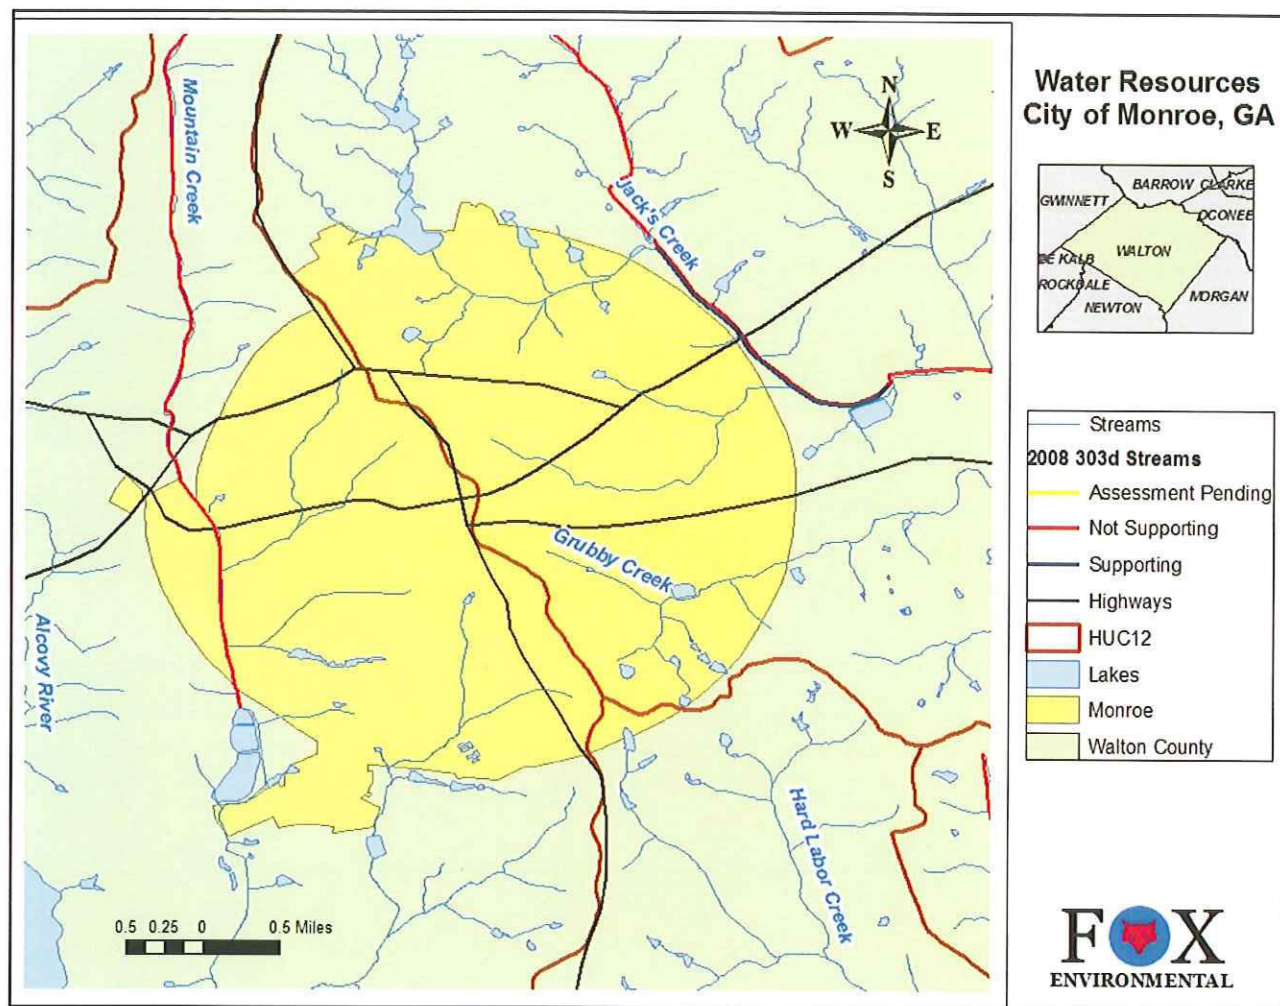 Water Resources
City of Monroe, GA
N
W E
S
Mountain Creek
Jack's Creek
Grubby Creek
Alcovy River
Hard Labor Creek
0.5 0.25 0 0.5 Miles
BARROW CLARKE
GWINNETT
OCONEE
WALTON
DE KALB
ROCKDALE
MORGAN
NEWTON
Streams
2008 303d Streams
Assessment Pending
Not Supporting
Supporting
Highways
HUC12
Lakes
Monroe
Walton County
FOX
ENVIRONMENTAL